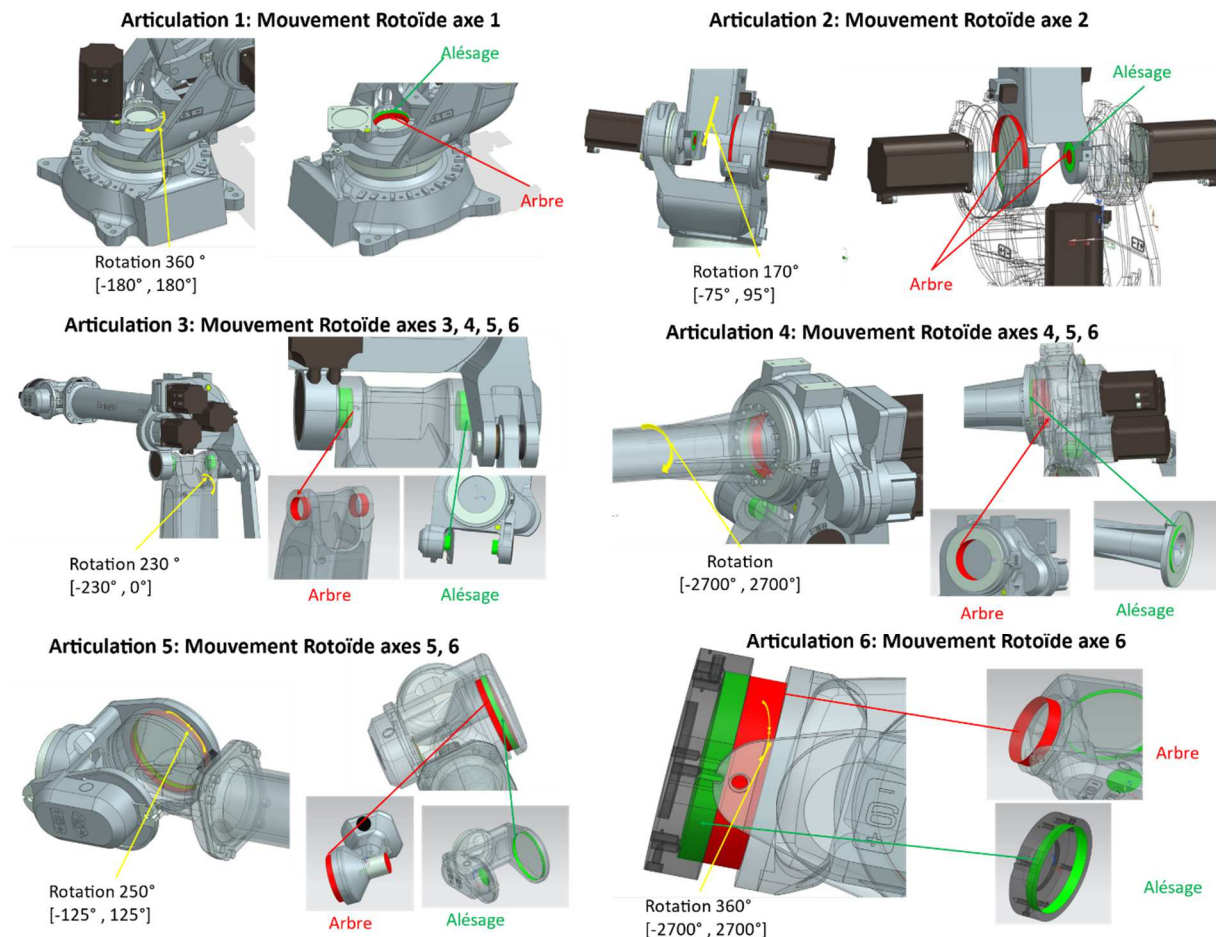 Articulation 1: Mouvement Rotoïde axe 1
Alésage
Arbre
Rotation 360 °
[-180° , 180°]
Articulation 2: Mouvement Rotoïde axe 2
Alésage
Arbre
Rotation 170°
[-75° , 95°]
Articulation 3: Mouvement Rotoïde axes 3, 4, 5, 6
Rotation 230 °
[-230° , 0°]
Arbre
Alésage
Articulation 4: Mouvement Rotoïde axes 4, 5, 6
Rotation
[-2700° , 2700°]
Arbre
Alésage
Articulation 5: Mouvement Rotoïde axes 5, 6
Rotation 250°
[-125° , 125°]
Arbre
Alésage
Articulation 6: Mouvement Rotoïde axe 6
Arbre
Alésage
Rotation 360°
[-2700° , 2700°]